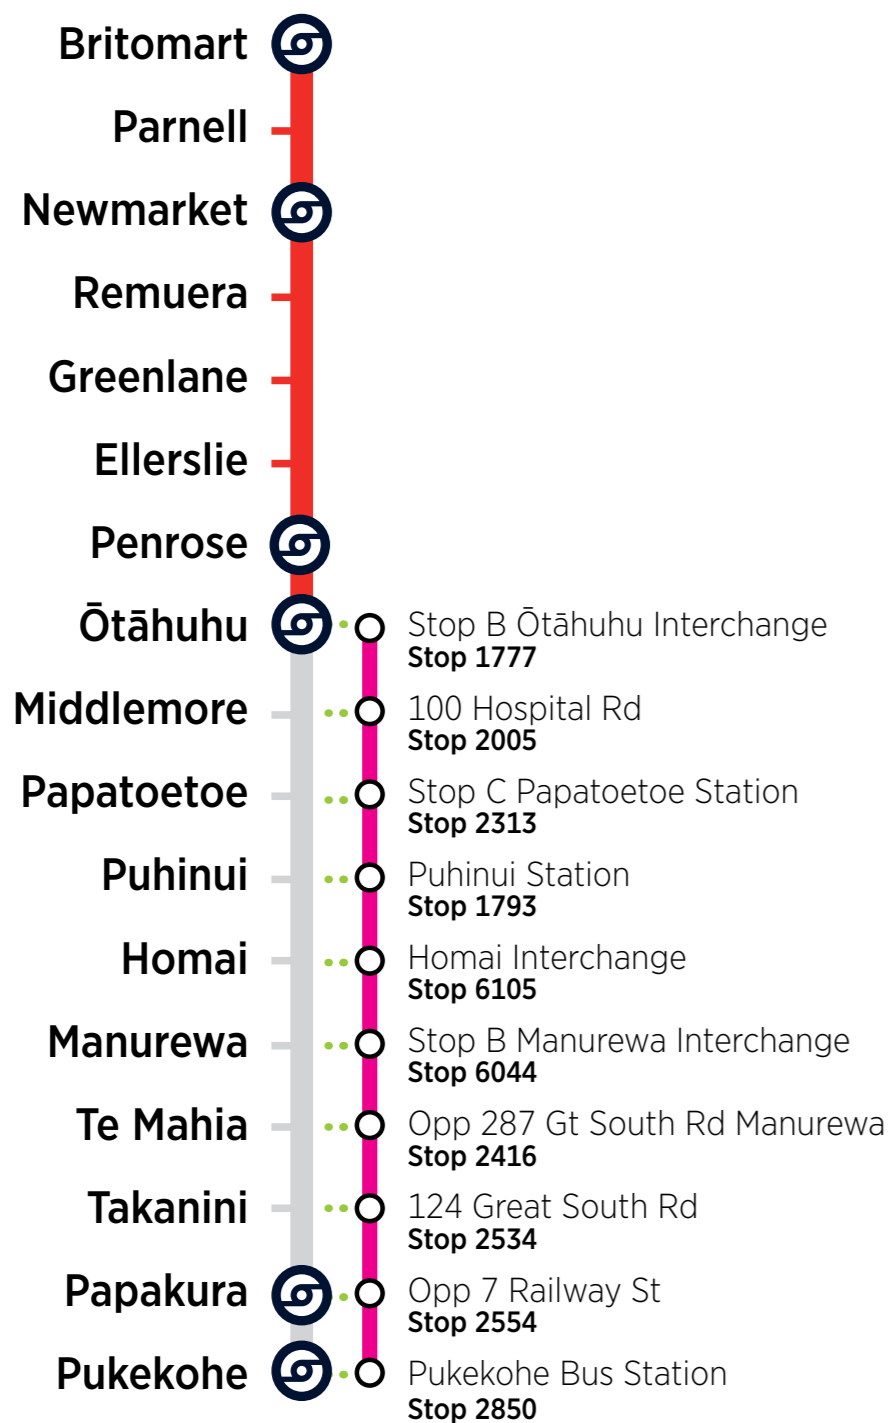 Britomart
Parnell
Newmarket
Remuera
Greenlane
Ellerslie
Penrose
Ōtāhuhu
Stop B Ōtāhuhu Interchange
Stop 1777
Middlemore
100 Hospital Rd
Stop 2005
Papatoetoe
Stop C Papatoetoe Station
Stop 2313
Puhinui
Puhinui Station
Stop 1793
Homai
Homai Interchange
Stop 6105
Manurewa
Stop B Manurewa Interchange
Stop 6044
Te Mahia
Opp 287 Gt South Rd Manurewa
Stop 2416
Takanini
124 Great South Rd
Stop 2534
Papakura
Opp 7 Railway St
Stop 2554
Pukekohe
Pukekohe Bus Station
Stop 2850